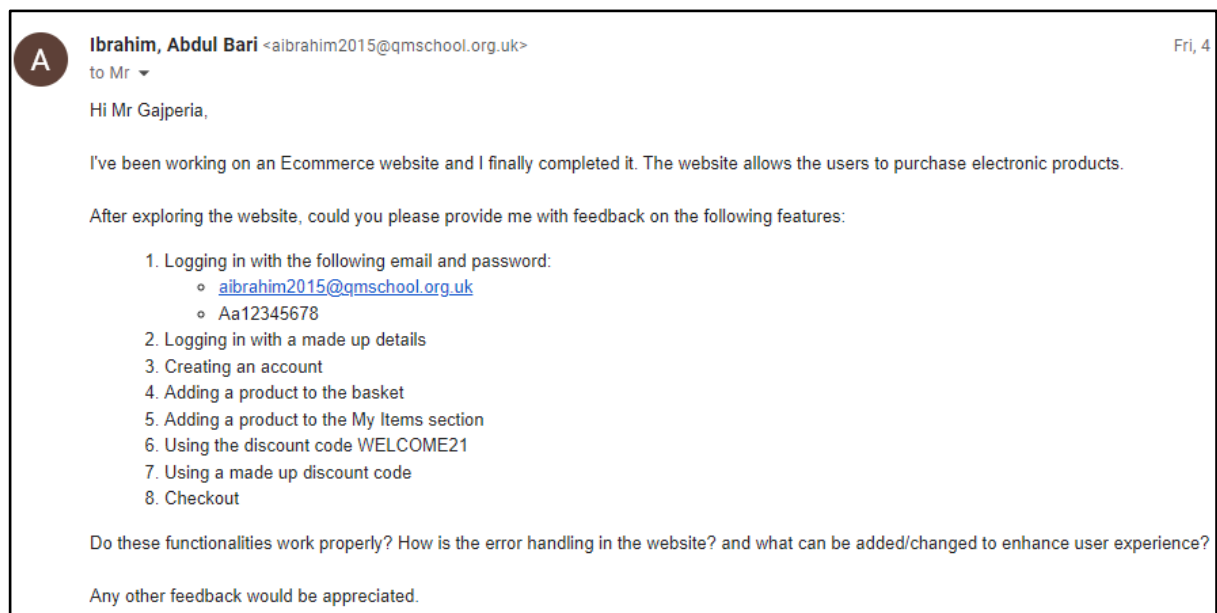 A
Ibrahim, Abdul Bari <aibrahim2015@qmschool.org.uk>
Fri, 4
to Mr
Hi Mr Gajperia,
I've been working on an Ecommerce website and I finally completed it. The website allows the users to purchase electronic products.
After exploring the website, could you please provide me with feedback on the following features:
1. Logging in with the following email and password:
aibrahim2015@qmschool.org.uk
Aa12345678
2. Logging in with a made up details
3. Creating an account
4. Adding a product to the basket
5. Adding a product to the My Items section
6. Using the discount code WELCOME21
7. Using a made up discount code
8. Checkout
Do these functionalities work properly? How is the error handling in the website? and what can be added/changed to enhance user experience?
Any other feedback would be appreciated.